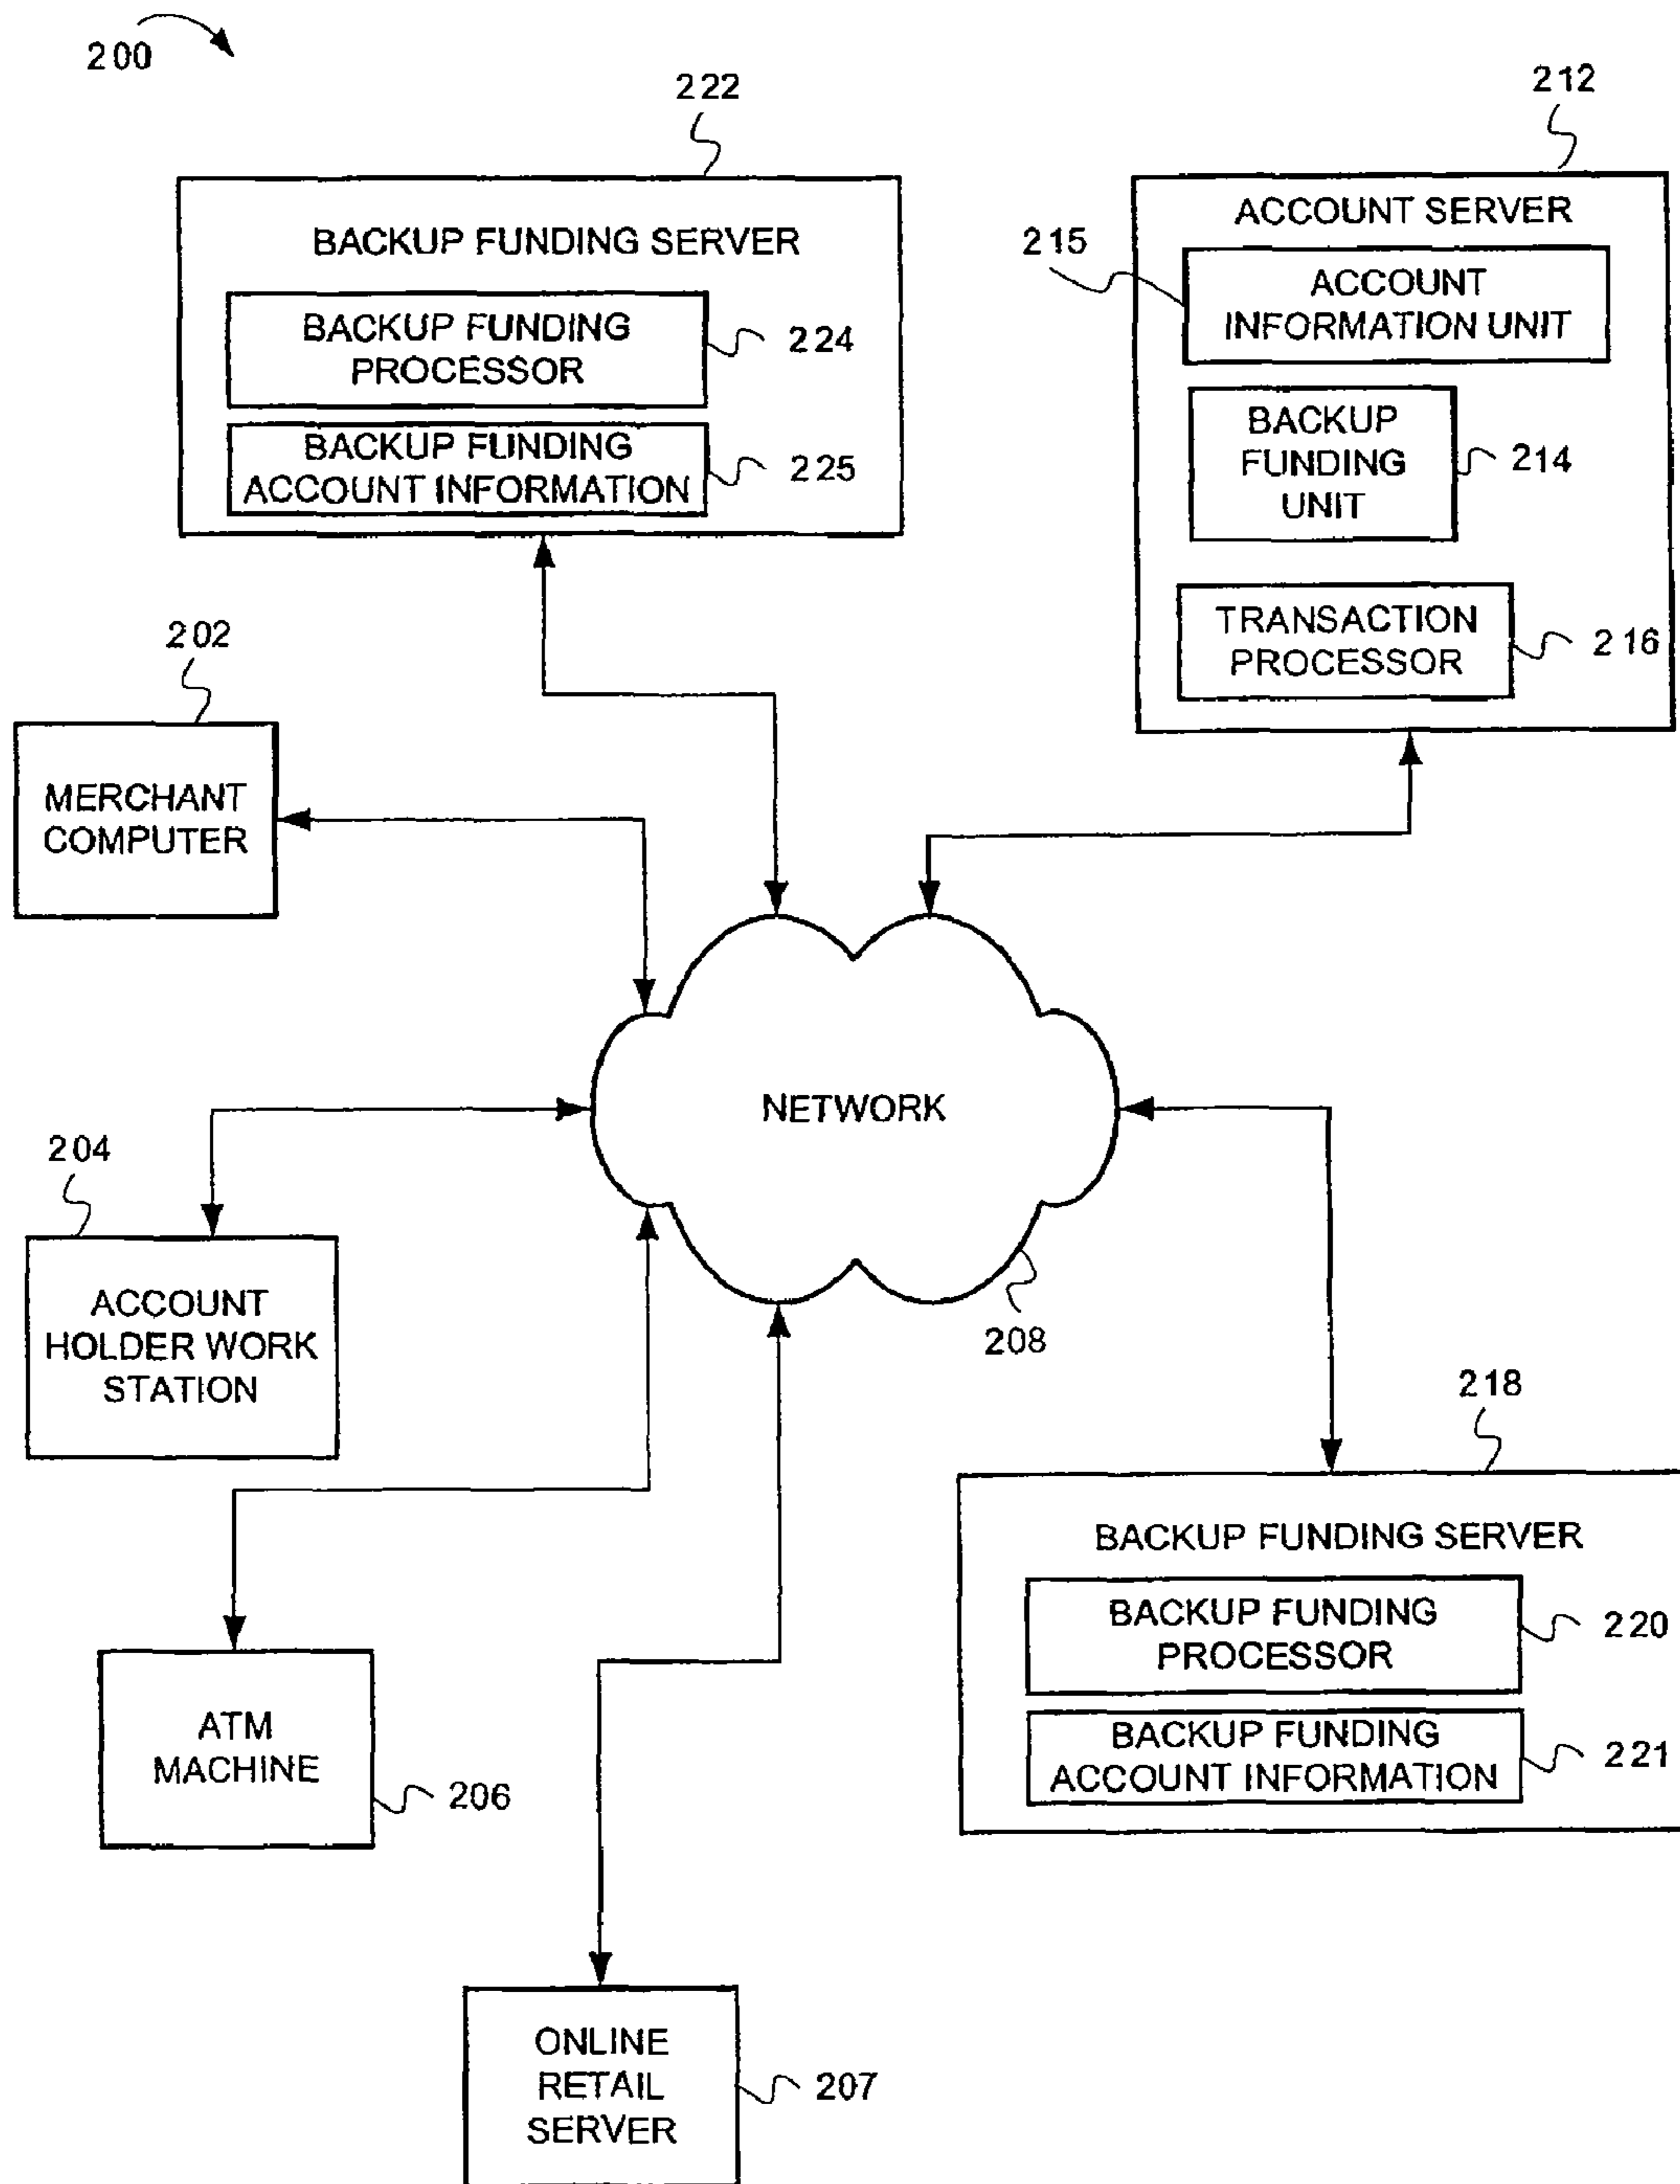 200
222
212
BACKUP FUNDING SERVER
BACKUP FUNDING
PROCESSOR
224
BACKUP FUNDING
ACCOUNT INFORMATION
225
ACCOUNT SERVER
215
ACCOUNT
INFORMATION UNIT
BACKUP
FUNDING
UNIT
214
TRANSACTION
PROCESSOR
216
202
MERCHANT
COMPUTER
NETWORK
208
204
ACCOUNT
HOLDER WORK
STATION
218
BACKUP FUNDING SERVER
BACKUP FUNDING
PROCESSOR
220
BACKUP FUNDING
ACCOUNT INFORMATION
221
ATM
MACHINE
206
ONLINE
RETAIL
SERVER
207